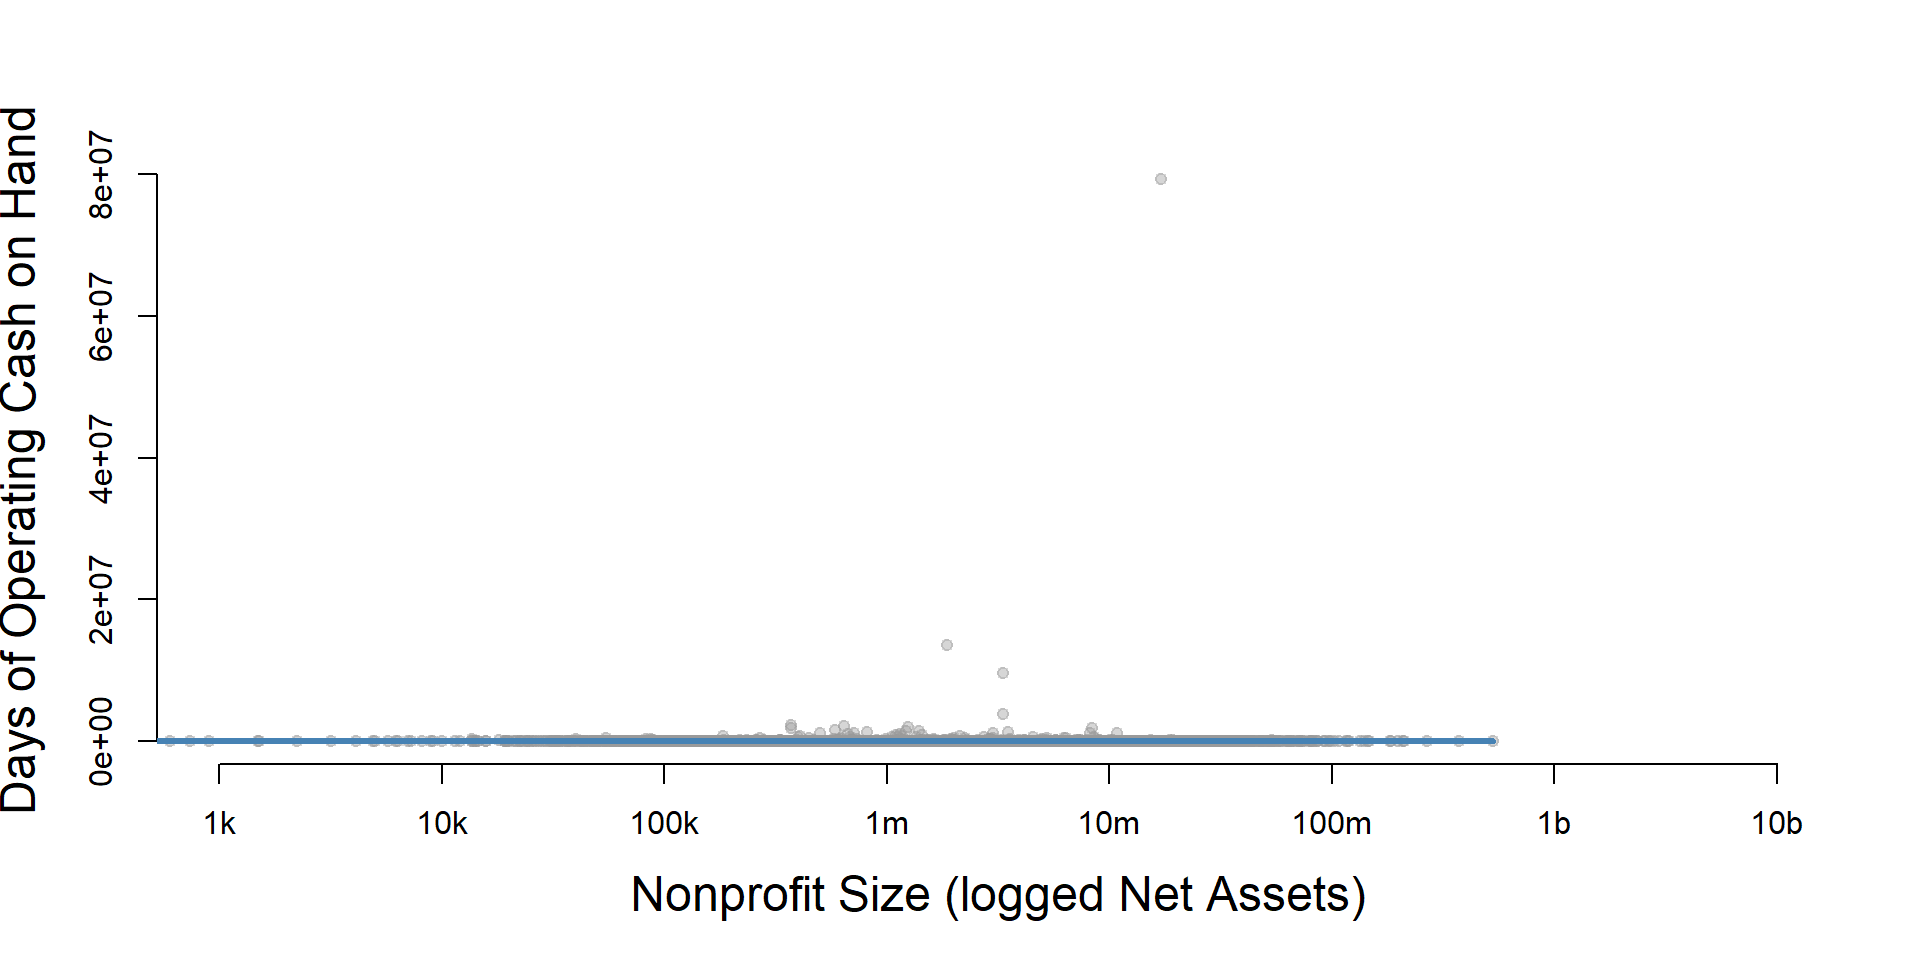 Days of Operating Cash on Hand
8e+07
6e+07
4e+07
2e+07
0e+00
1k 10k 100k 1m 10m 100m 1b 10b
Nonprofit Size (logged Net Assets)